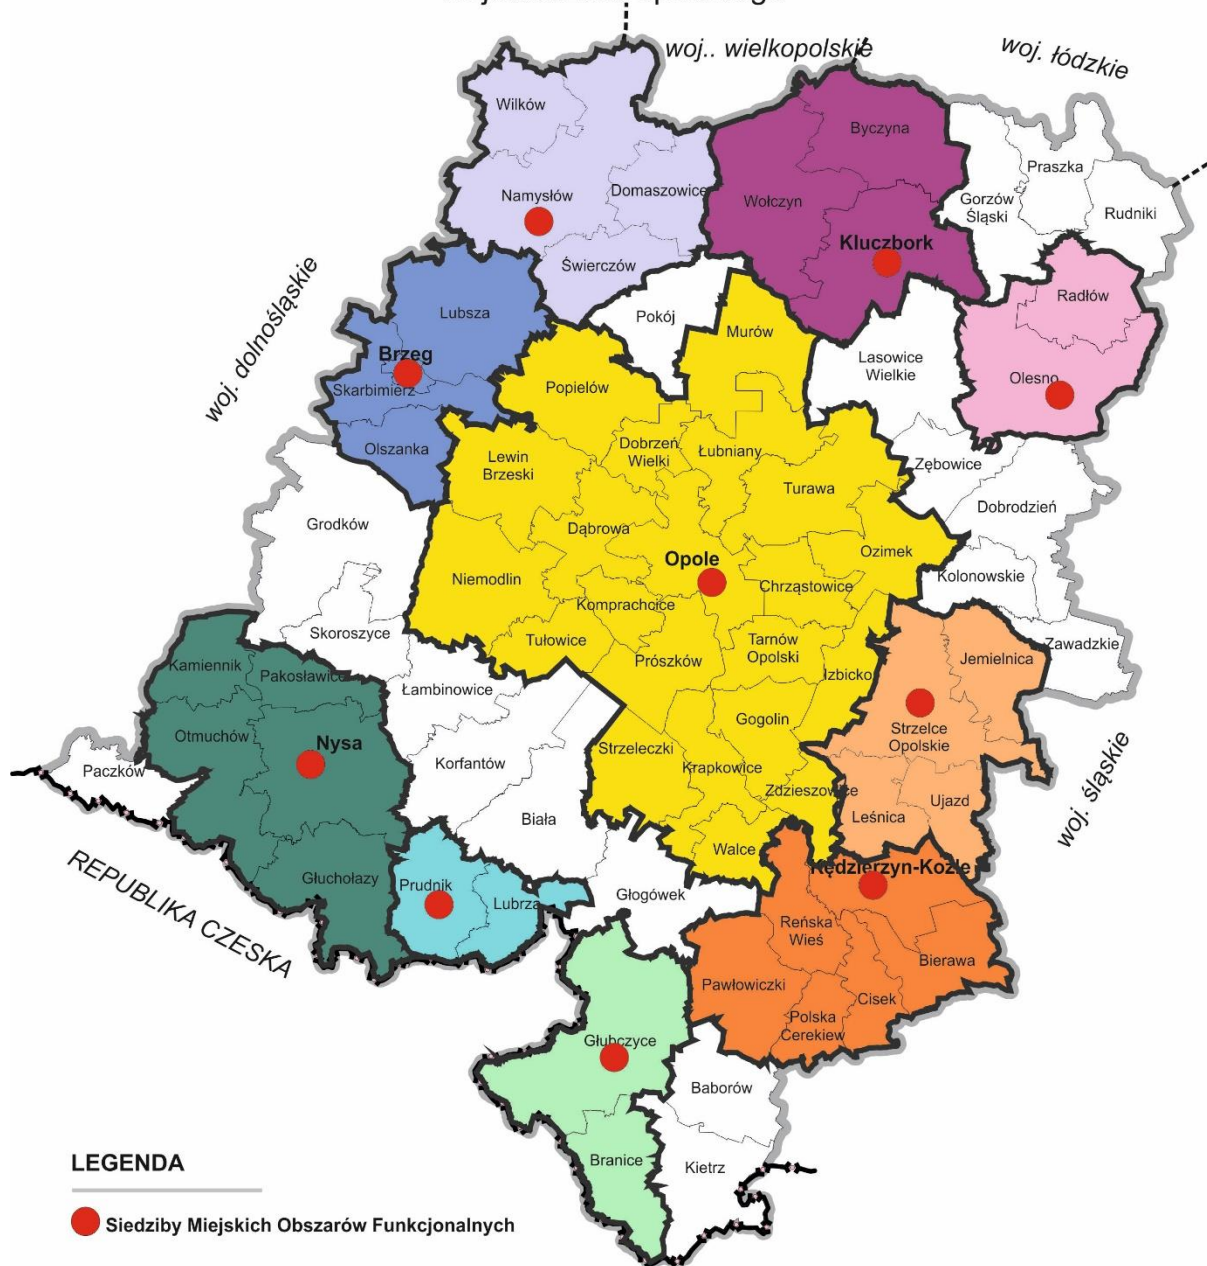 woj.. wielkopolskie
woj. łódzkie
Wilków
Byczyna
Praszka
Namysłów
Domaszowice
Wołczyn
Gorzów
Śląski
Rudniki
Kluczbork
Świerczów
Lubsza
Pokój
Murów
Radłów
woj. dolnośląskie
Brzeg
Skarbimierz
Popielów
Lasowice
Wielkie
Olesno
Olszanka
Lewin
Brzeski
Dobrzeń
Wielki
Łubniany
Zębowice
Turawa
Dobrodzień
Grodków
Dąbrowa
Ozimek
Opole
Niemodlin
Chrząstowice
Kolonowskie
Komprachcice
Skoroszyce
Tułowice
Tarnów
Opolski
Zawadzkie
Kamiennik
Pakosławice
Prószków
Jemielnica
Izbicko
Łambinowice
Gogolin
Otmuchów
Nysa
Strzeleczki
Strzelce
Opolskie
Paczków
Korfantów
Krapkowice
woj. śląskie
Zdzieszowice
Ujazd
Biała
Leśnica
Walce
REPUBLIKA CZESKA
Głuchołazy
Prudnik
Lubrza
Głogówek
Kędzierzyn-Koźle
Reńska
Wieś
Bierawa
Pawłowiczki
Cisek
Polska
Cerekiew
Głubczyce
Baborów
Branice
Kietrz
LEGENDA
Siedziby Miejskich Obszarów Funkcjonalnych